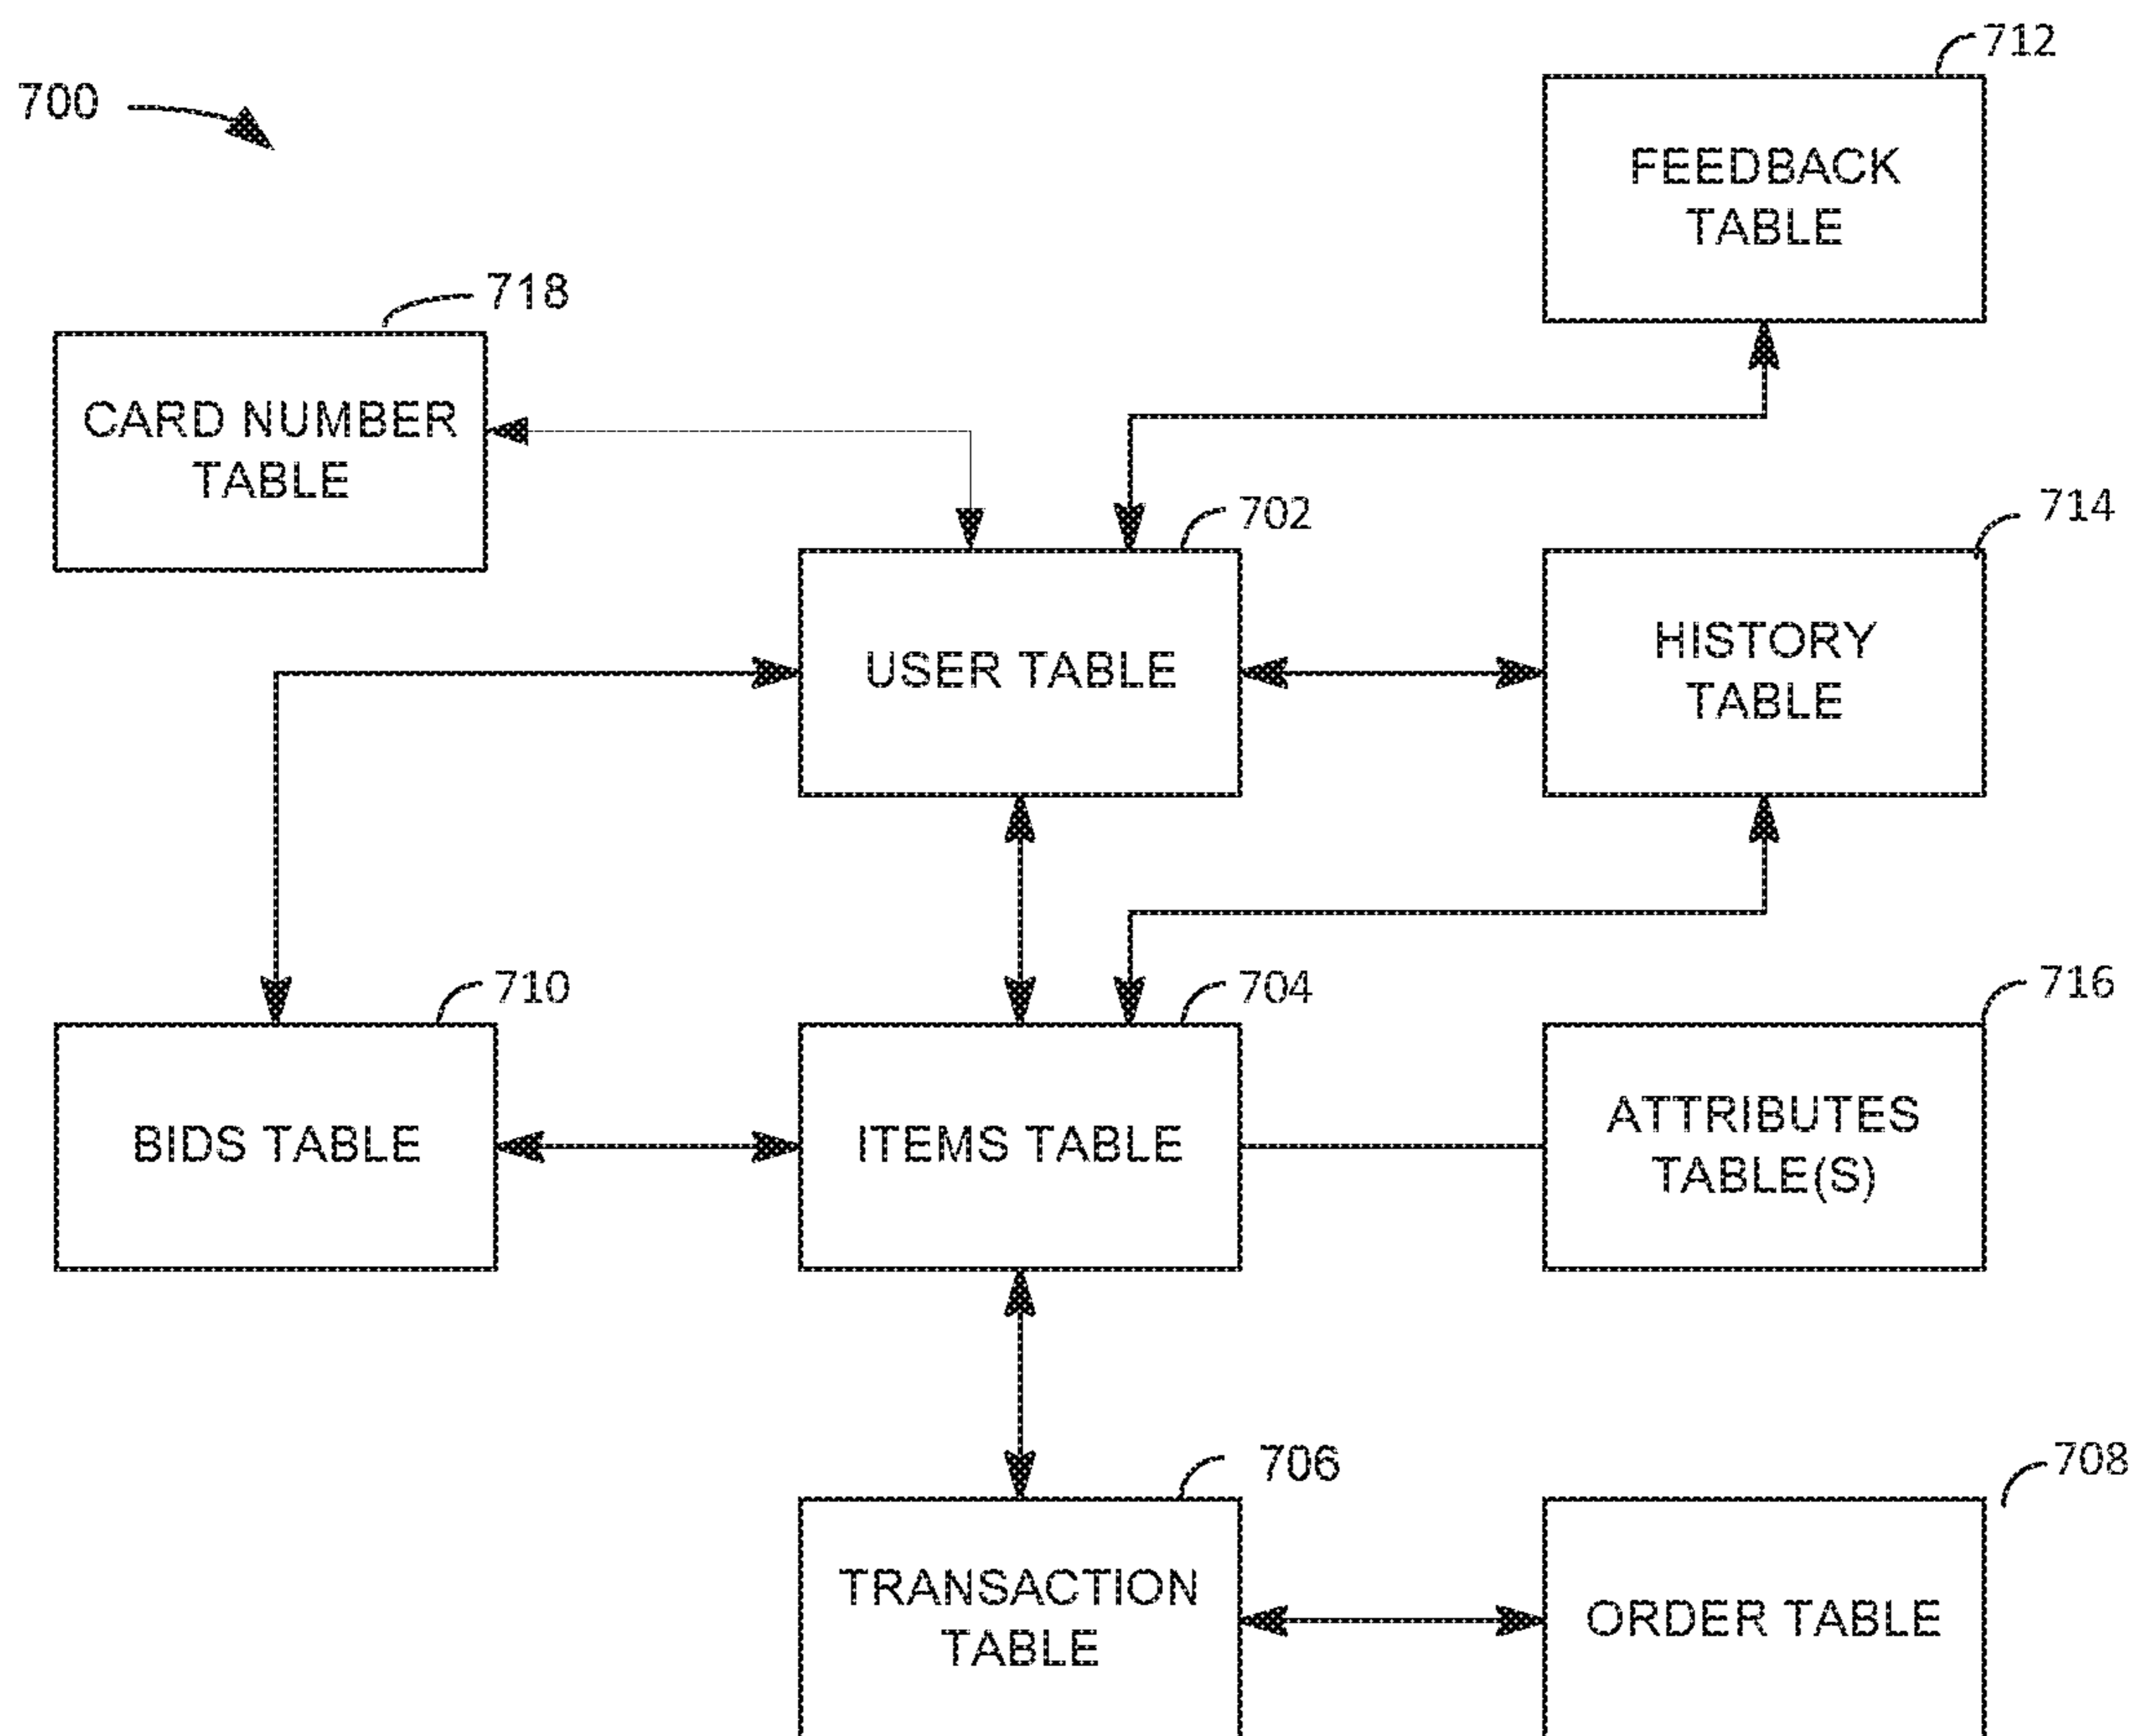 712
700
FEEDBACK
TABLE
718
CARD NUMBER
TABLE
702
714
USER TABLE
HISTORY
TABLE
710
704
716
BIDS TABLE
ITEMS TABLE
ATTRIBUTES
TABLE(S)
706
708
TRANSACTION
TABLE
ORDER TABLE